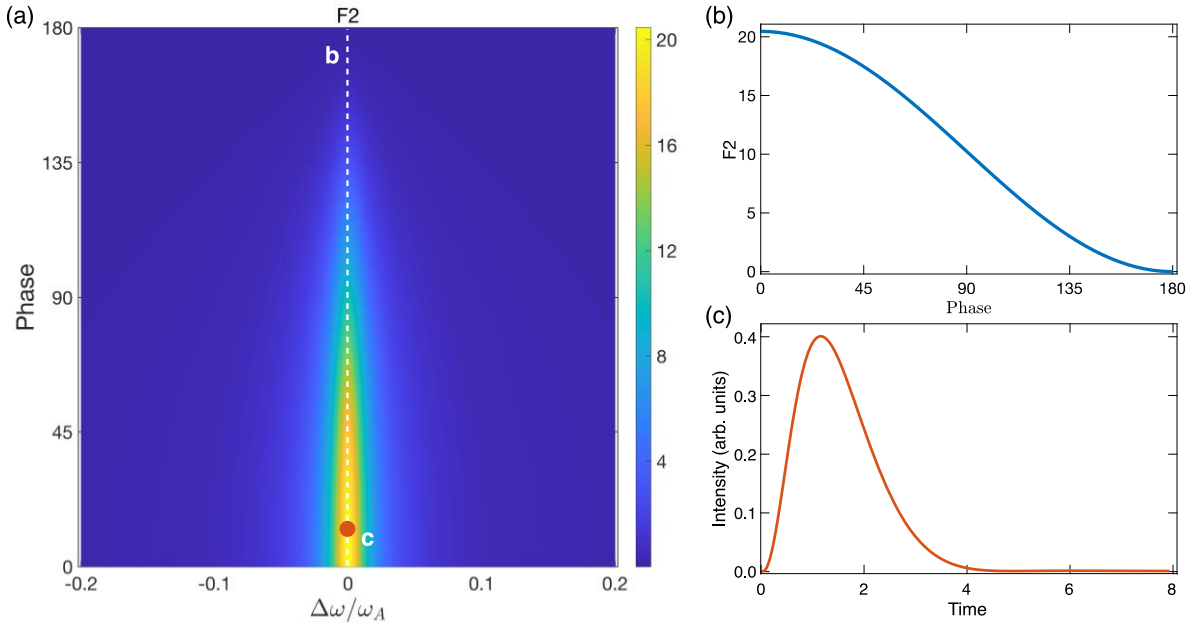 (a)
F2
180
135
90
45
0
Phase
b
c
-0.2
-0.1
0
0.1
0.2
Δω/ω_A
20
16
12
8
4
(b)
20
15
10
5
0
F2
0
45
90
135
180
Phase
(c)
0.4
0.3
0.2
0.1
0.0
Intensity (arb. units)
0
2
4
6
8
Time